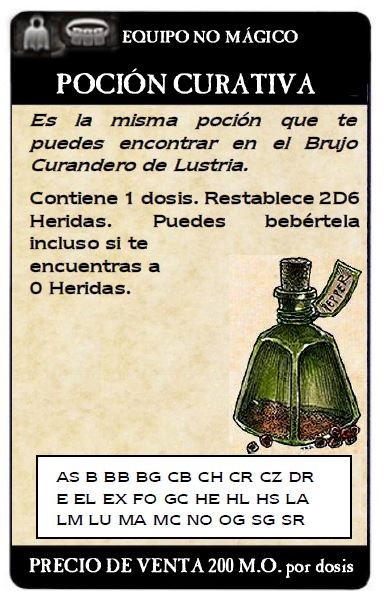 EQUIPO NO MÁGICO
POCIÓN CURATIVA
Es la misma poción que te
puedes encontrar en el Brujo
Curandero de Lustria.
Contiene 1 dosis. Restablece 2D6
Heridas. Puedes bebértela
incluso si te
encuentras a
0 Heridas.
PEPPER
AS B BB BG CB CH CR CZ DR
E EL EX FO GC HE HL HS LA
LM LU MA MC NO OG SG SR
PRECIO DE VENTA 200 M.O. por dosis